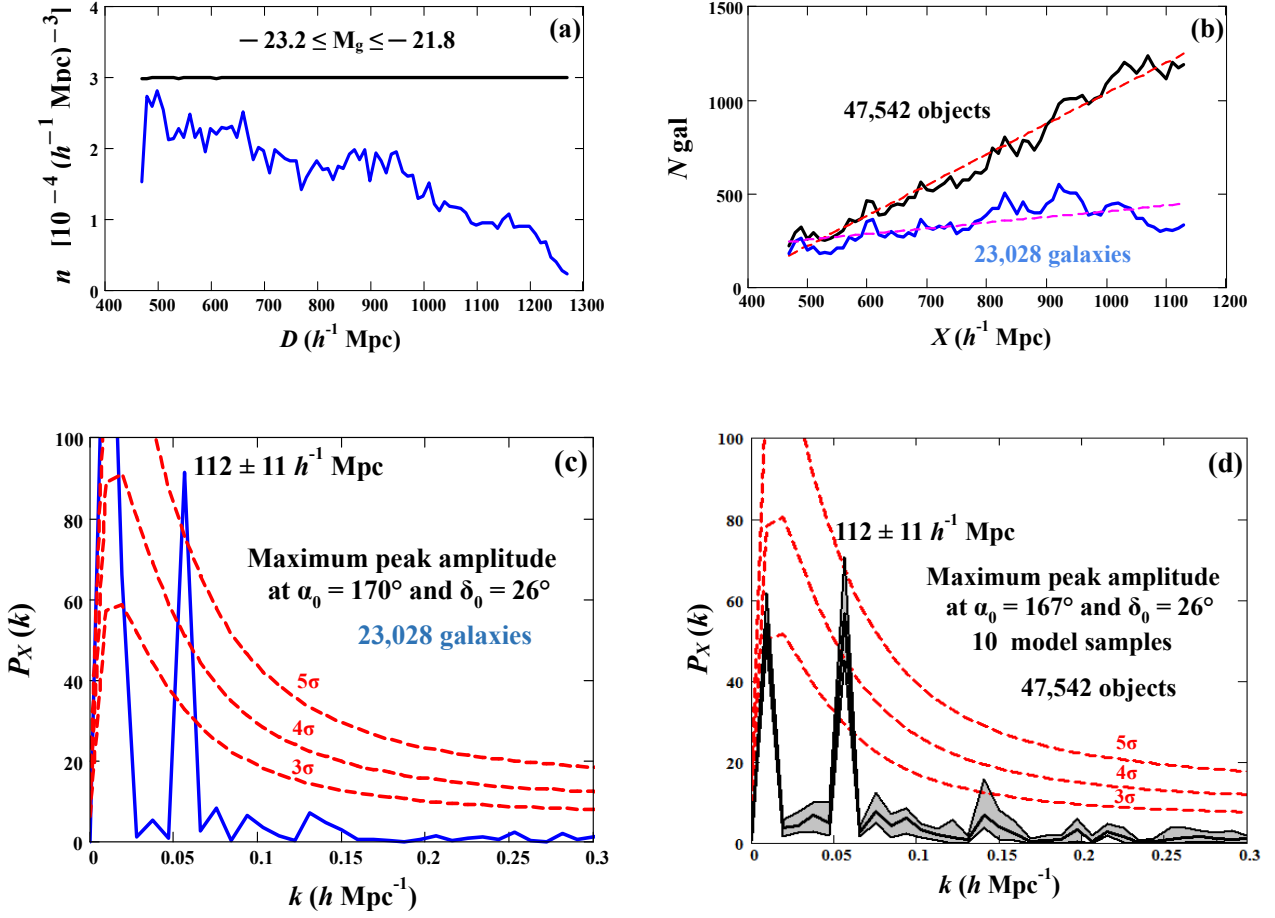 (a)
— 23.2 ≤ M_g ≤ — 21.8
n [10⁻⁴ (h⁻¹ Mpc)⁻³]
4
3
2
1
0
400 500 600 700 800 900 1000 1100 1200 1300
D (h⁻¹ Mpc)
(b)
47,542 objects
23,028 galaxies
N gal
1500
1000
500
0
400 500 600 700 800 900 1000 1100 1200
X (h⁻¹ Mpc)
(c)
112 ± 11 h⁻¹ Mpc
Maximum peak amplitude
at α₀ = 170° and δ₀ = 26°
23,028 galaxies
5σ
4σ
3σ
P_X (k)
100
80
60
40
20
0
0 0.05 0.1 0.15 0.2 0.25 0.3
k (h Mpc⁻¹)
(d)
112 ± 11 h⁻¹ Mpc
Maximum peak amplitude
at α₀ = 167° and δ₀ = 26°
10 model samples
47,542 objects
5σ
4σ
3σ
P_X (k)
100
80
60
40
20
0
0 0.05 0.1 0.15 0.2 0.25 0.3
k (h Mpc⁻¹)